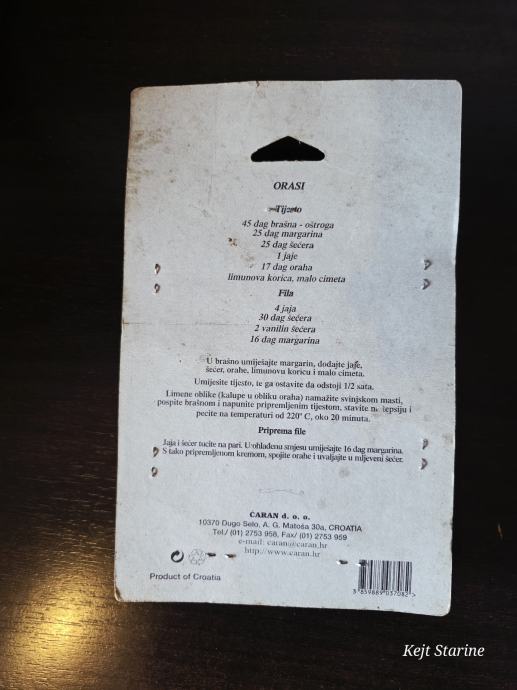 ORASI
Tijesto
45 dag brašna - oštroga
25 dag margarina
25 dag šećera
1 jaje
17 dag oraha
limunova korica, malo cimeta
Fila
4 jaja
30 dag šećera
2 vanilin šećera
16 dag margarina
U brašno umiješajte margarin, dodajte jaje,
šećer, orahe, limunovu koricu i malo cimeta.
Umijesite tijesto, te ga ostavite da odstoji 1/2 sata.
Limene oblike (kalupe u obliku oraha) namažite svinjskom masti,
pospite brašnom i napunite pripremljenim tijestom, stavite na tepsiju i
pecite na temperaturi od 220° C, oko 20 minuta.
Priprema file
Jaja i šećer tucite na pari. U ohlađenu smjesu umiješajte 16 dag margarina.
S tako pripremljenom kremom, spojite orahe i uvaljajte u mljeveni šećer.
ČARAN d. o. o.
10370 Dugo Selo, A. G. Matoša 30a, CROATIA
Tel./ (01) 2753 958, Fax/ (01) 2753 959
e-mail: caran@caran.hr
http://www.caran.hr
Product of Croatia
3 859889 037082 >
Kejt Starine